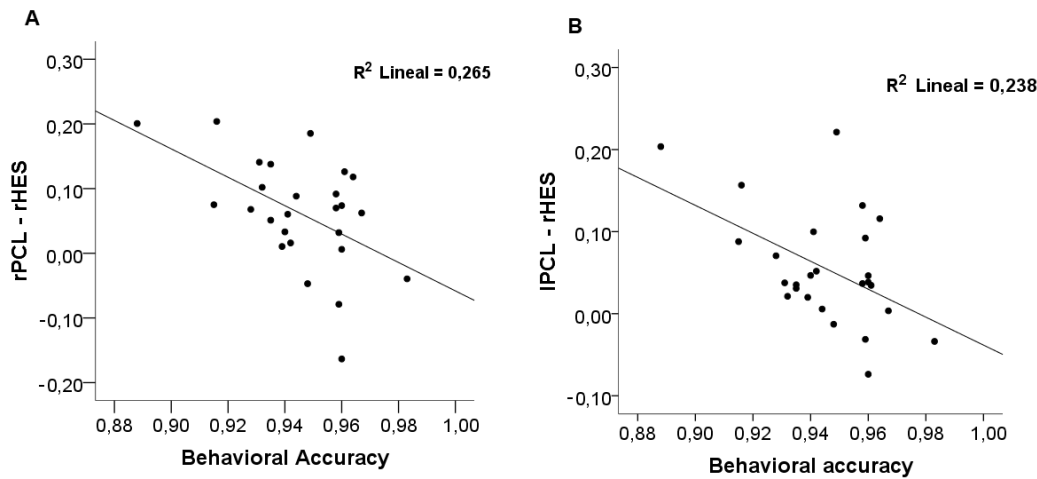 A
R² Lineal = 0,265
rPCL - rHES
0,30
0,20
0,10
0,00
-0,10
-0,20
0,88 0,90 0,92 0,94 0,96 0,98 1,00
Behavioral Accuracy
B
R² Lineal = 0,238
lPCL - rHES
0,30
0,20
0,10
0,00
-0,10
0,88 0,90 0,92 0,94 0,96 0,98 1,00
Behavioral accuracy